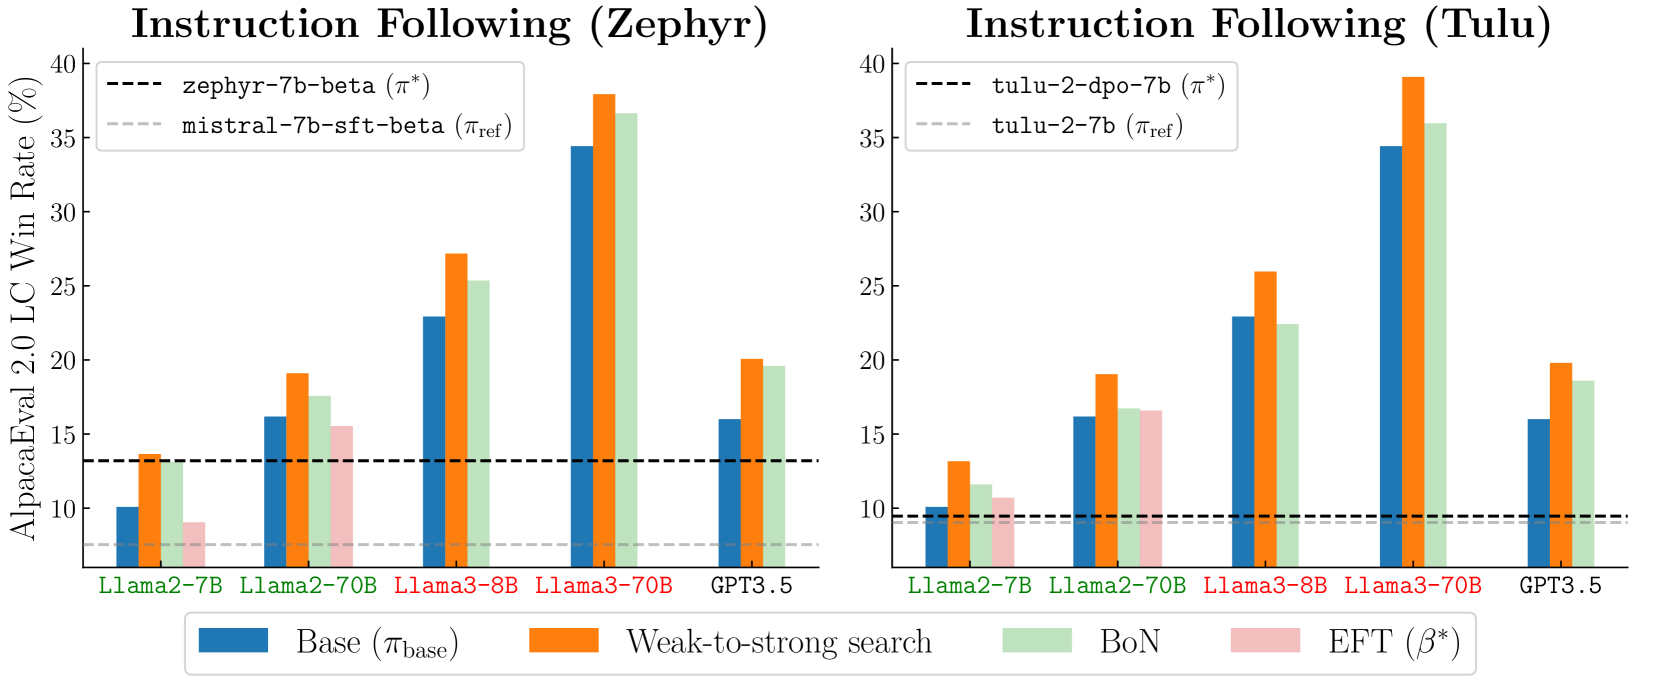 Instruction Following (Zephyr)
AlpacaEval 2.0 LC Win Rate (%)
40
35
30
25
20
15
10
zephyr-7b-beta (π*)
mistral-7b-sft-beta (πref)
Llama2-7B Llama2-70B Llama3-8B Llama3-70B GPT3.5
Instruction Following (Tulu)
40
35
30
25
20
15
10
tulu-2-dpo-7b (π*)
tulu-2-7b (πref)
Llama2-7B Llama2-70B Llama3-8B Llama3-70B GPT3.5
Base (πbase) Weak-to-strong search BoN EFT (β*)